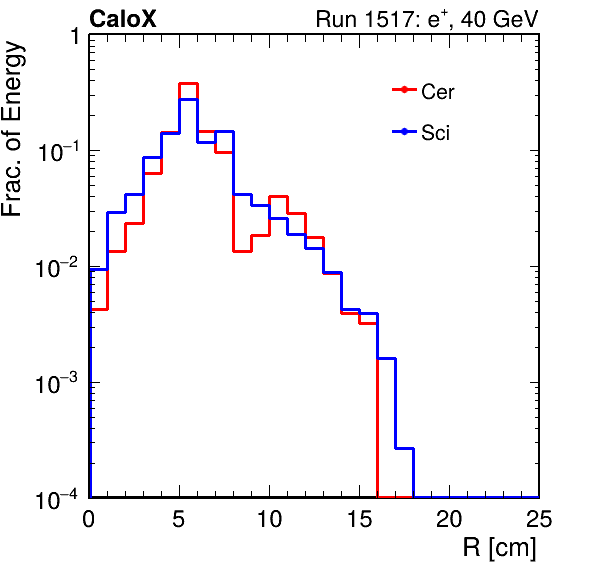 CaloX Run 1517: e⁺, 40 GeV
Frac. of Energy
1
10⁻¹
10⁻²
10⁻³
10⁻⁴
Cer
Sci
0 5 10 15 20 25
R [cm]